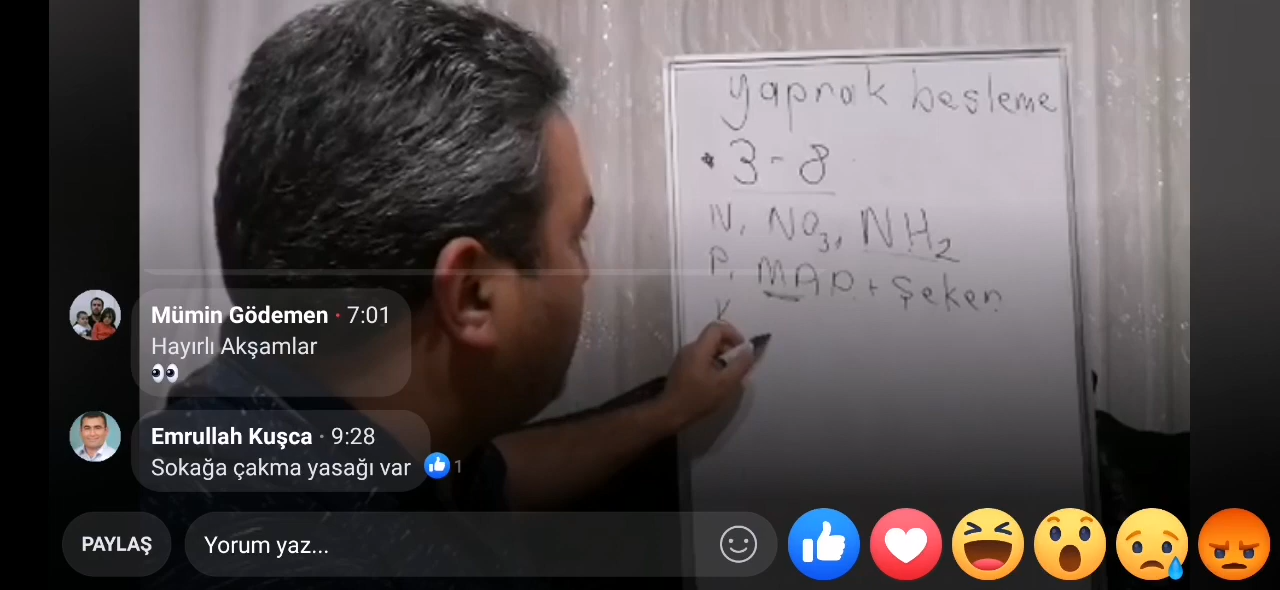 yaprak besleme
• 3 - 8
N, NO3, NH2
P, MAP + Şeker
K
Mümin Gödemen · 7:01
Hayırlı Akşamlar
👀
Emrullah Kuşca · 9:28
Sokağa çakma yasağı var 1
PAYLAŞ
Yorum yaz...